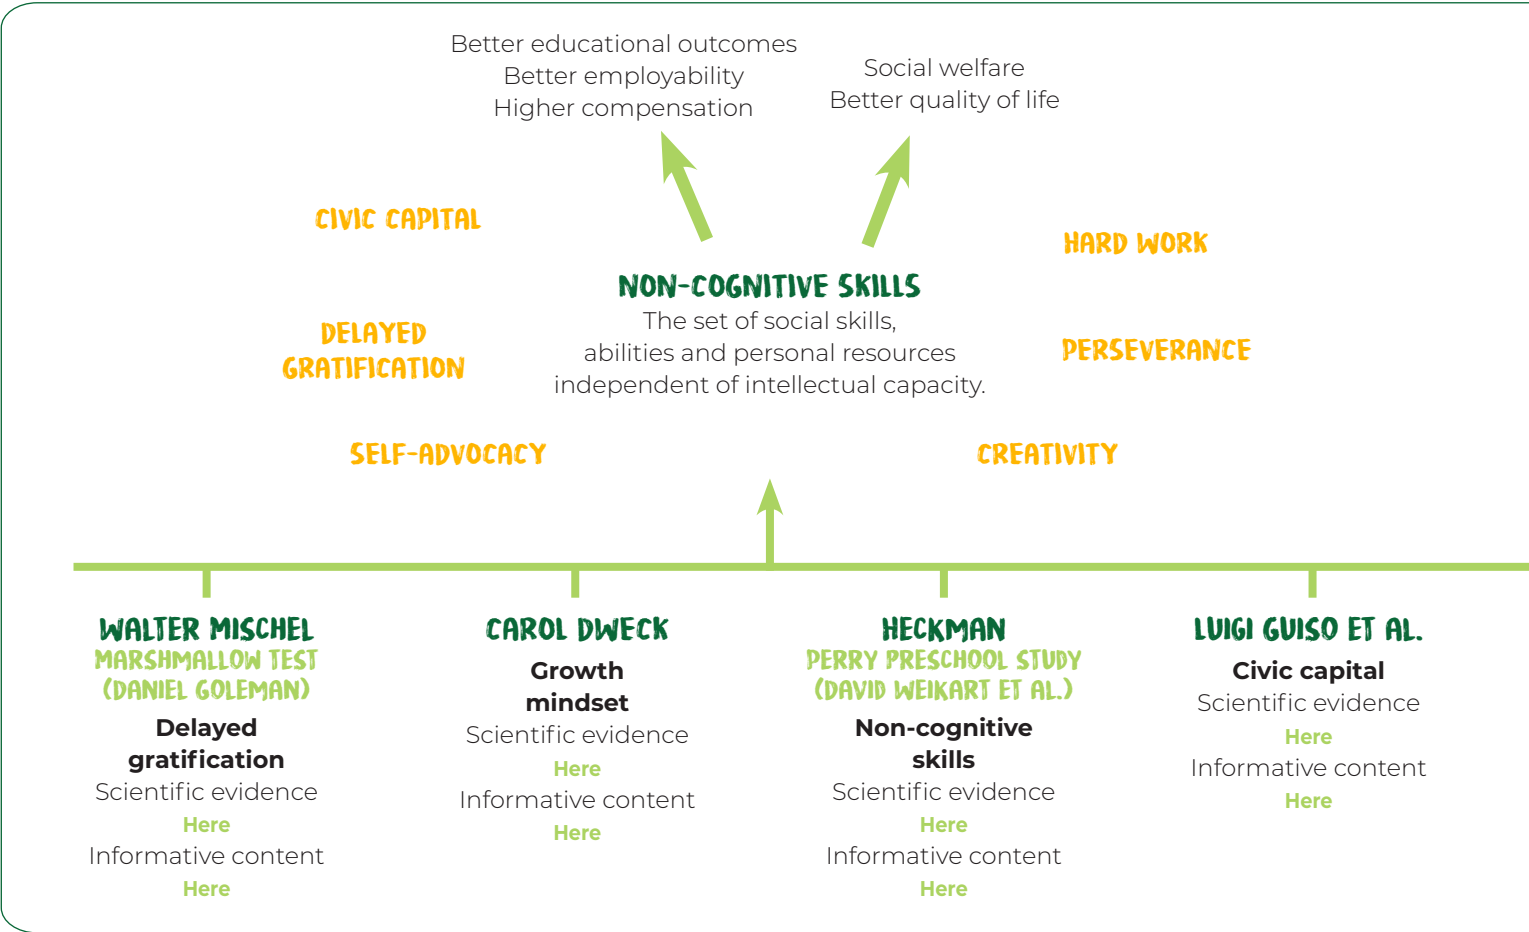 Better educational outcomes
Better employability
Higher compensation
Social welfare
Better quality of life
CIVIC CAPITAL
HARD WORK
NON-COGNITIVE SKILLS
The set of social skills,
abilities and personal resources
independent of intellectual capacity.
DELAYED
GRATIFICATION
PERSEVERANCE
SELF-ADVOCACY
CREATIVITY
WALTER MISCHEL
MARSHMALLOW TEST
(DANIEL GOLEMAN)
Delayed
gratification
Scientific evidence
Here
Informative content
Here
CAROL DWECK
Growth
mindset
Scientific evidence
Here
Informative content
Here
HECKMAN
PERRY PRESCHOOL STUDY
(DAVID WEIKART ET AL.)
Non-cognitive
skills
Scientific evidence
Here
Informative content
Here
LUIGI GUISO ET AL.
Civic capital
Scientific evidence
Here
Informative content
Here